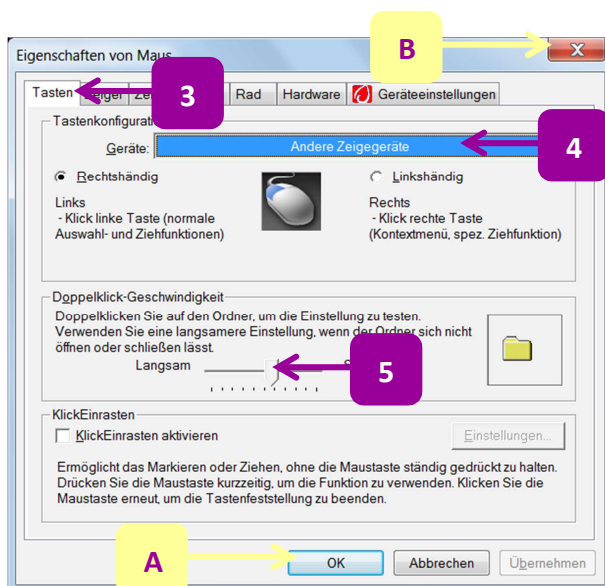 B
Eigenschaften von Maus
X
Tasten Zeiger Rad Hardware Geräteeinstellungen
3
Tastenkonfigurat
Geräte: Andere Zeigegeräte
4
Rechtshändig Linkshändig
Links
- Klick linke Taste (normale
Auswahl- und Ziehfunktionen)
Rechts
- Klick rechte Taste
(Kontextmenü, spez. Ziehfunktion)
Doppelklick-Geschwindigkeit
Doppelklicken Sie auf den Ordner, um die Einstellung zu testen.
Verwenden Sie eine langsamere Einstellung, wenn der Ordner sich nicht
öffnen oder schließen lässt.
Langsam
5
KlickEinrasten
KlickEinrasten aktivieren Einstellungen...
Ermöglicht das Markieren oder Ziehen, ohne die Maustaste ständig gedrückt zu halten.
Drücken Sie die Maustaste kurzzeitig, um die Funktion zu verwenden. Klicken Sie die
Maustaste erneut, um die Tastenfeststellung zu beenden.
A
OK Abbrechen Übernehmen